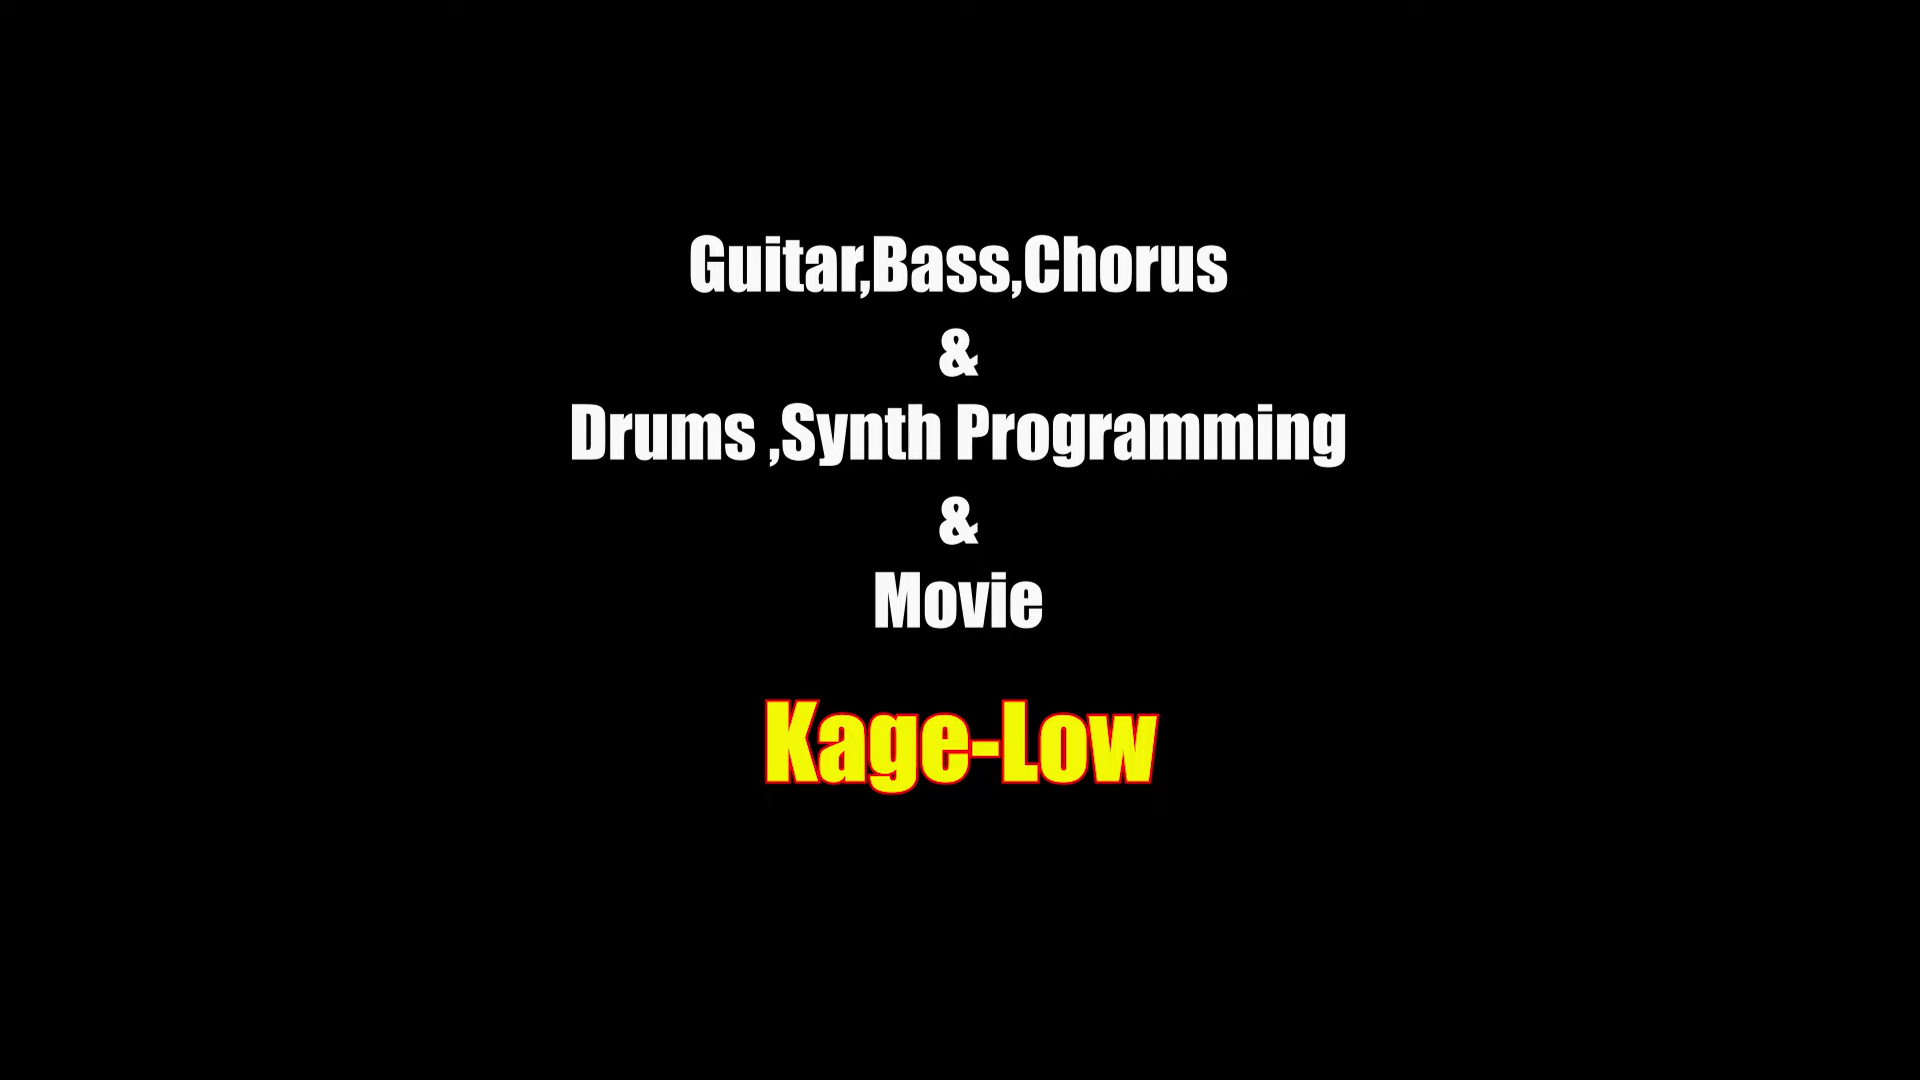 Guitar,Bass,Chorus
&
Drums ,Synth Programming
&
Movie
Kage-Low